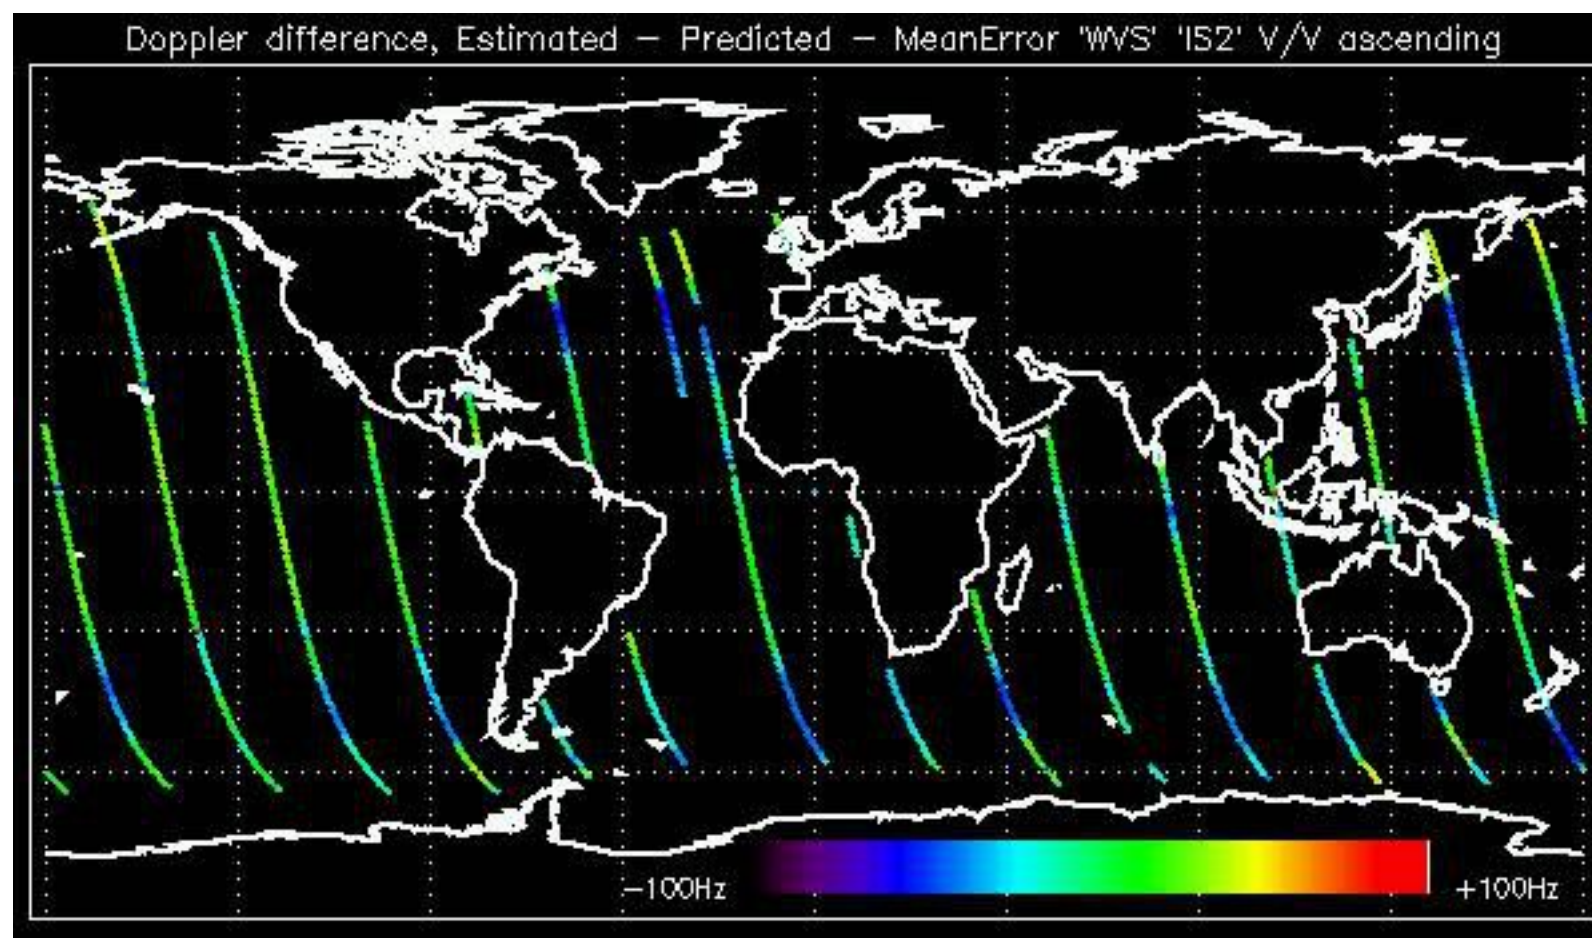 Doppler difference, Estimated – Predicted – MeanError 'WVS' 'IS2' V/V ascending
–100Hz
+100Hz